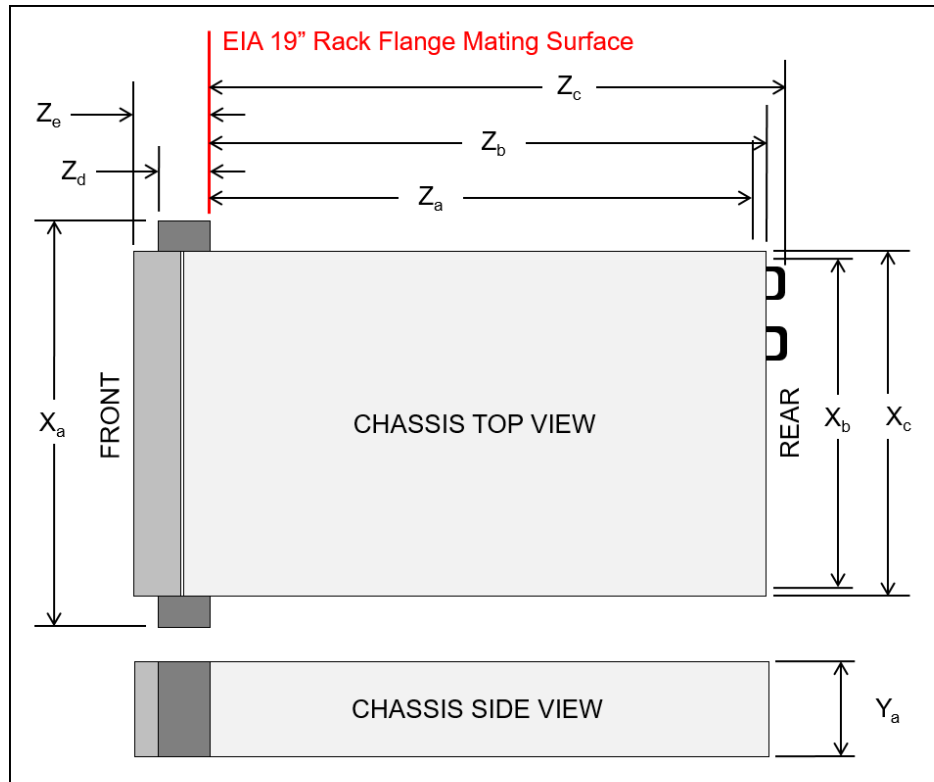 EIA 19” Rack Flange Mating Surface
Zc
Ze
Zb
Zd
Za
FRONT
Xa
CHASSIS TOP VIEW
REAR
Xb
Xc
CHASSIS SIDE VIEW
Ya